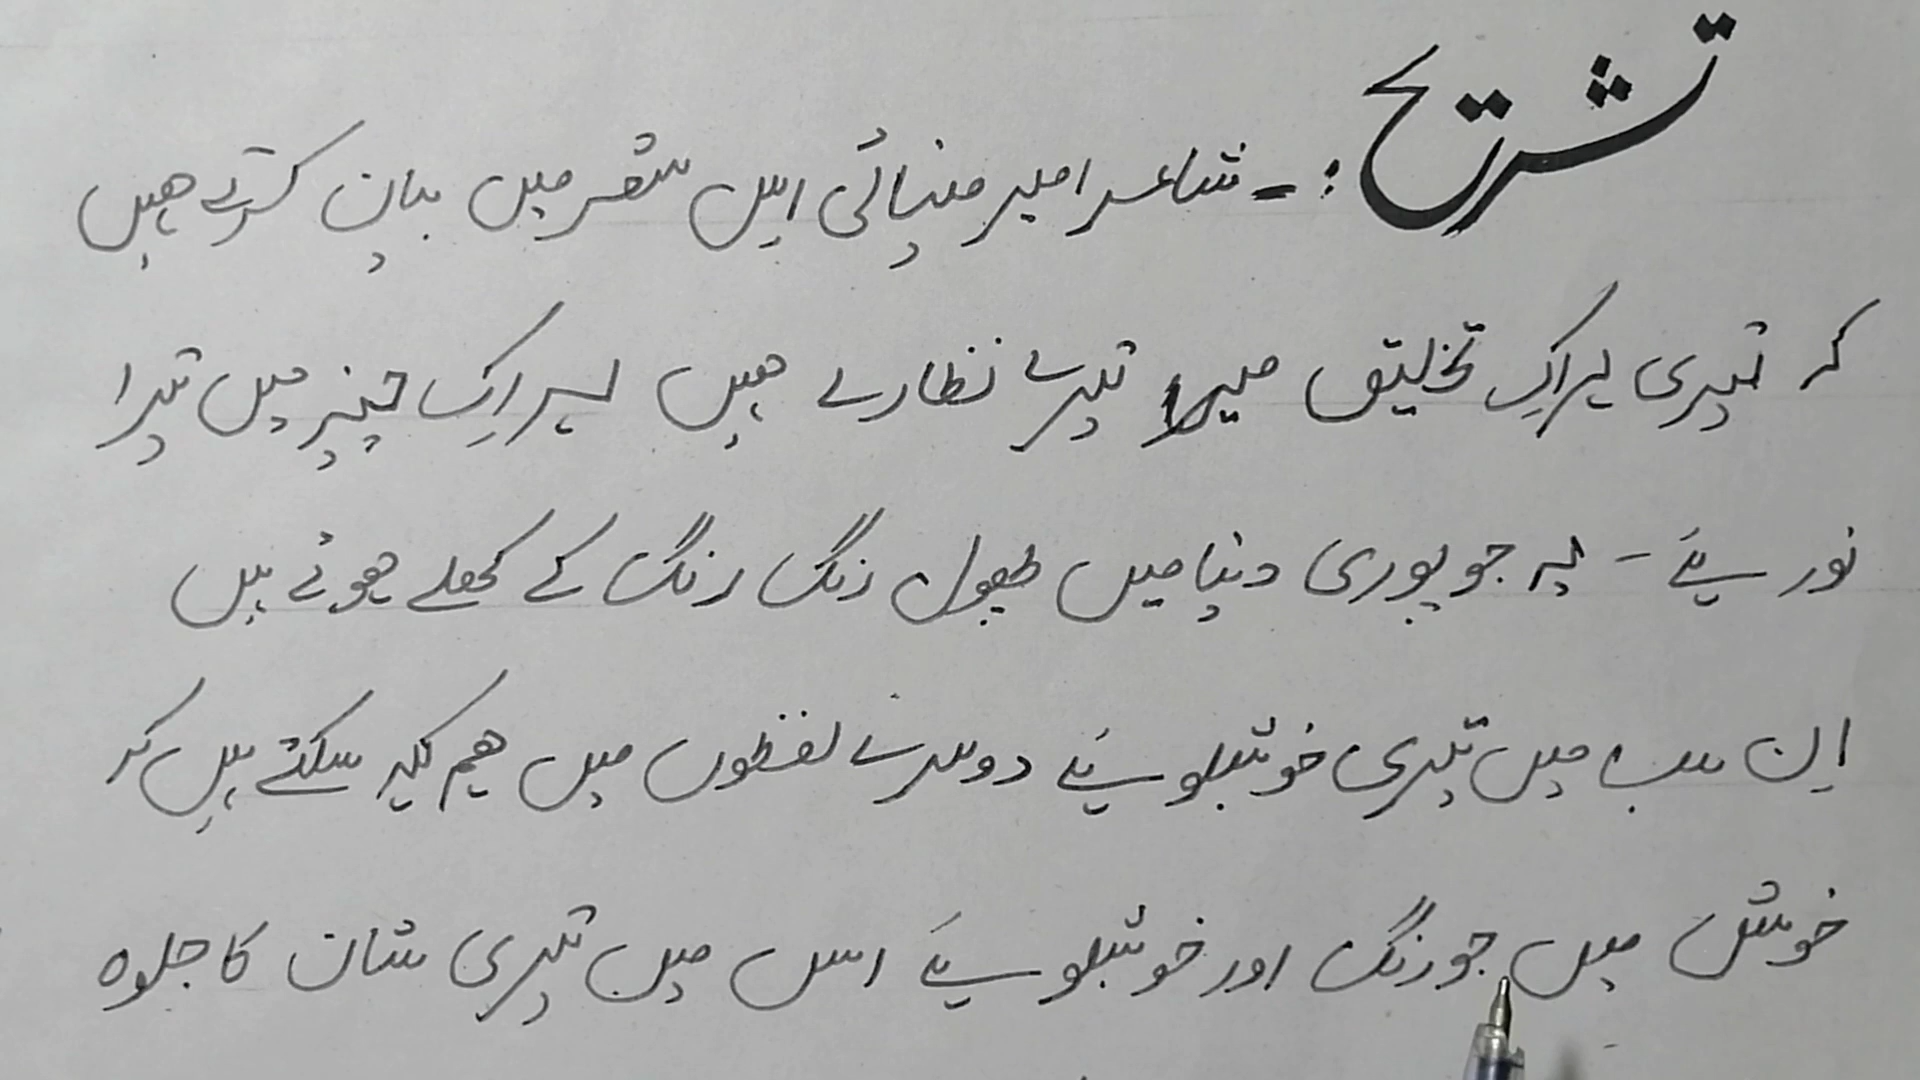 تشریح :- شاعر امیر مینائی اس شعر میں بیان کرتے ہیں
کہ تیری ہر اک تخلیق میں تیرے نظارے ہیں ہر اک چیز میں تیرا
نور ہے - یہ جو پوری دنیا میں پھول رنگ رنگ کے کھلے ہوئے ہیں
اِن سب میں تیری خوشبو ہے دوسرے لفظوں میں ہم کہہ سکتے ہیں کہ
خوش میں جو رنگ اور خوشبو ہے اس میں تیری شان کا جلوہ